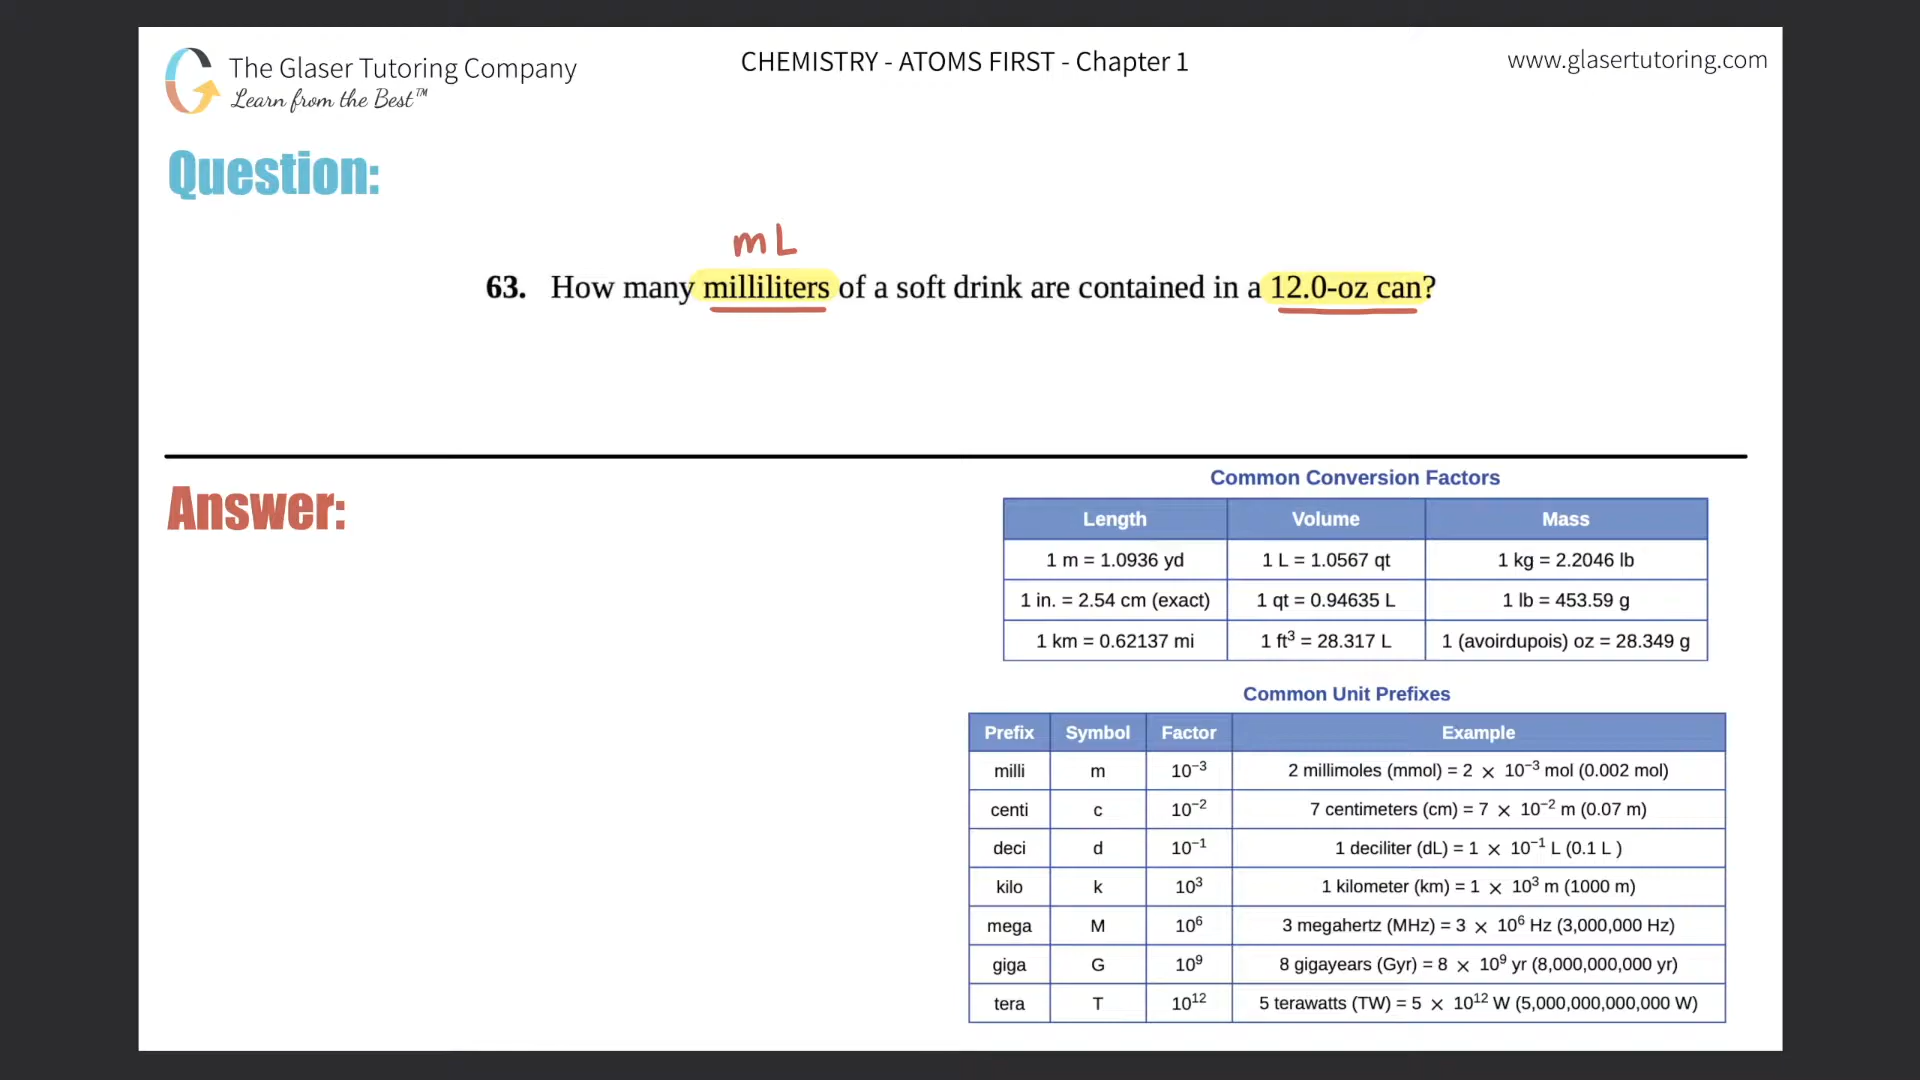 The Glaser Tutoring Company
Learn from the Best™
CHEMISTRY - ATOMS FIRST - Chapter 1
www.glasertutoring.com
Question:
mL
63. How many milliliters of a soft drink are contained in a 12.0-oz can?
Answer:
Common Conversion Factors
Length Volume Mass
1 m = 1.0936 yd 1 L = 1.0567 qt 1 kg = 2.2046 lb
1 in. = 2.54 cm (exact) 1 qt = 0.94635 L 1 lb = 453.59 g
1 km = 0.62137 mi 1 ft³ = 28.317 L 1 (avoirdupois) oz = 28.349 g
Common Unit Prefixes
Prefix Symbol Factor Example
milli m 10⁻³ 2 millimoles (mmol) = 2 × 10⁻³ mol (0.002 mol)
centi c 10⁻² 7 centimeters (cm) = 7 × 10⁻² m (0.07 m)
deci d 10⁻¹ 1 deciliter (dL) = 1 × 10⁻¹ L (0.1 L )
kilo k 10³ 1 kilometer (km) = 1 × 10³ m (1000 m)
mega M 10⁶ 3 megahertz (MHz) = 3 × 10⁶ Hz (3,000,000 Hz)
giga G 10⁹ 8 gigayears (Gyr) = 8 × 10⁹ yr (8,000,000,000 yr)
tera T 10¹² 5 terawatts (TW) = 5 × 10¹² W (5,000,000,000,000 W)